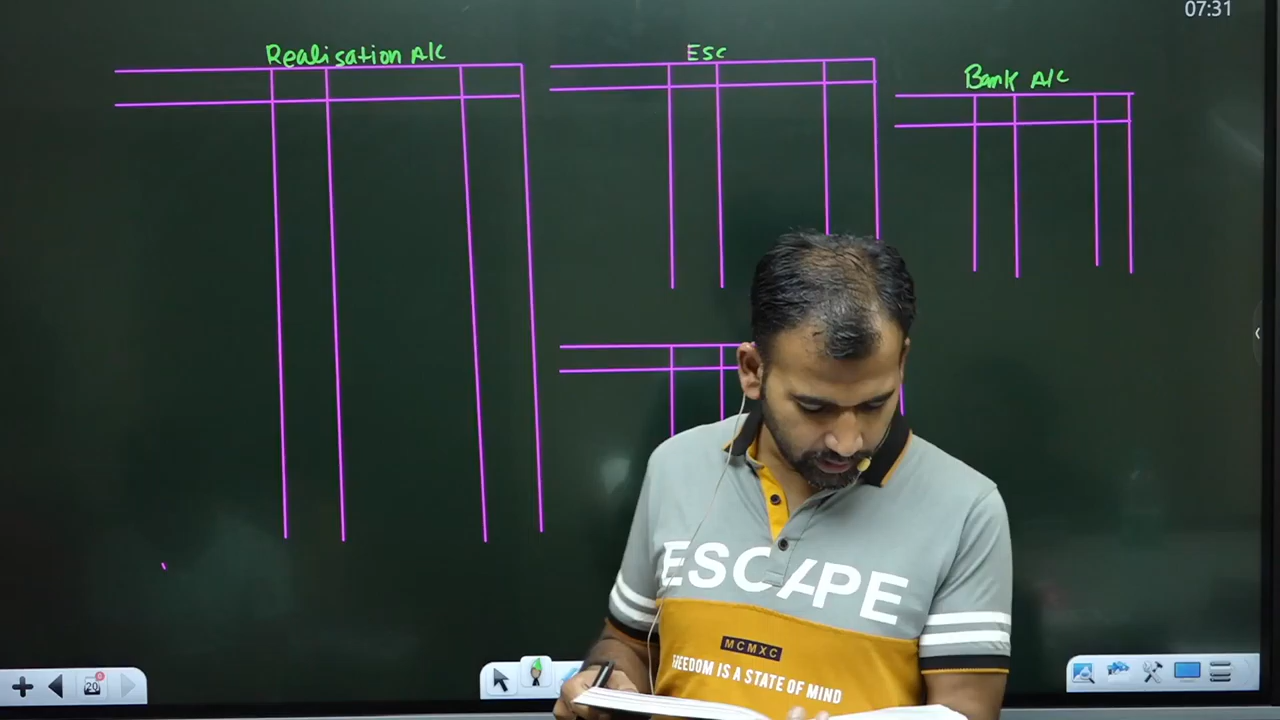 07:31
Realisation A/c
Esc
Bank A/c
ESCAPE
MCMXC
FREEDOM IS A STATE OF MIND
20